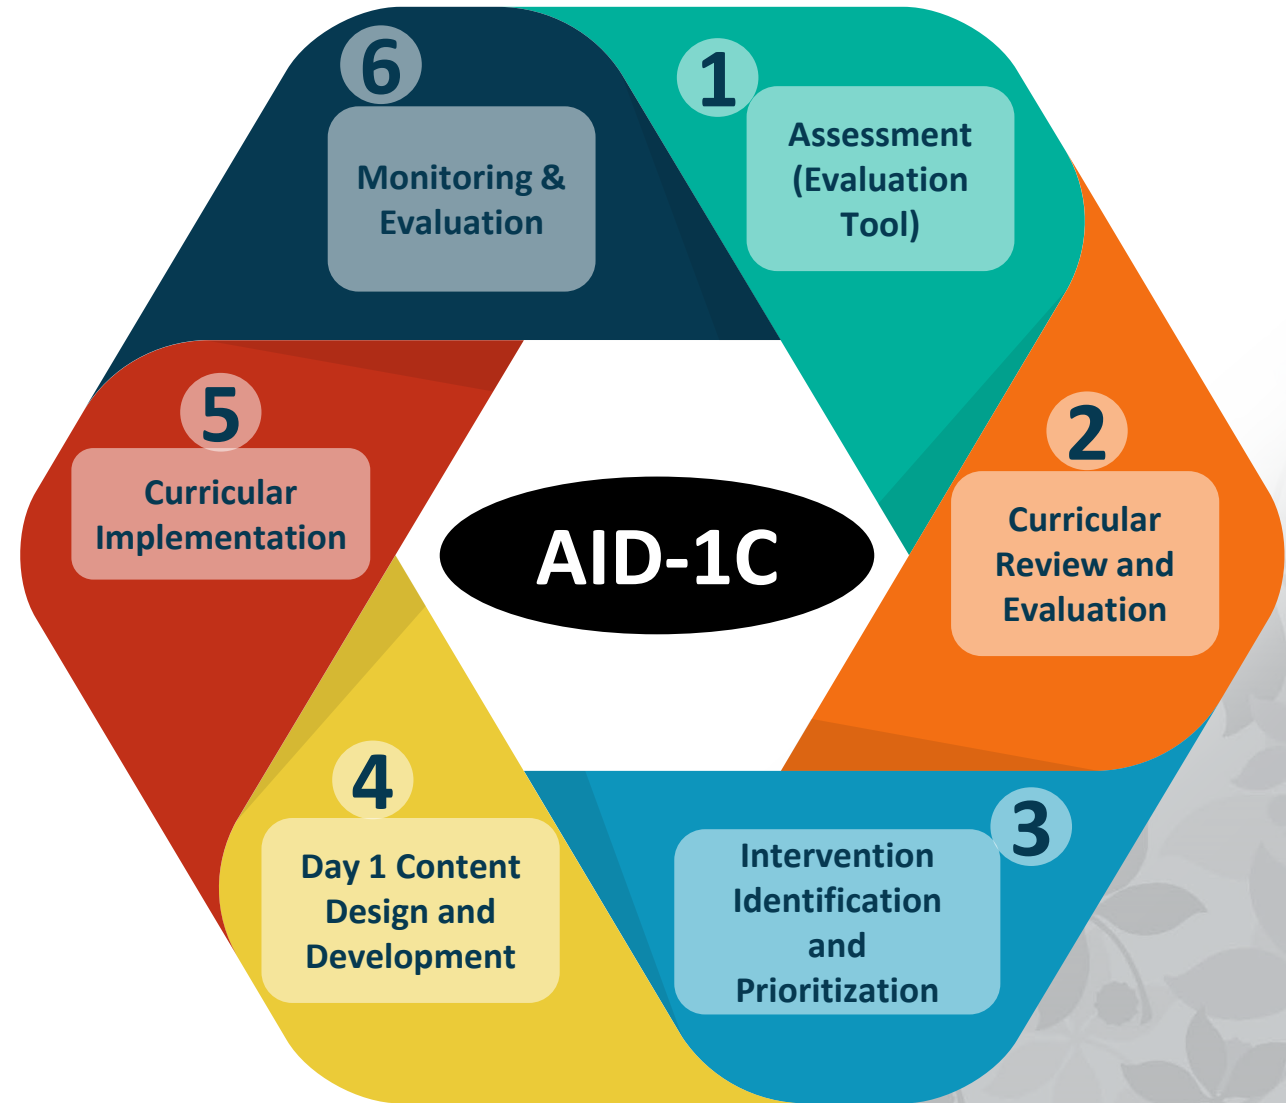 1
Assessment
(Evaluation
Tool)
2
Curricular
Review and
Evaluation
3
Intervention
Identification
and
Prioritization
4
Day 1 Content
Design and
Development
5
Curricular
Implementation
6
Monitoring &
Evaluation
AID-1C